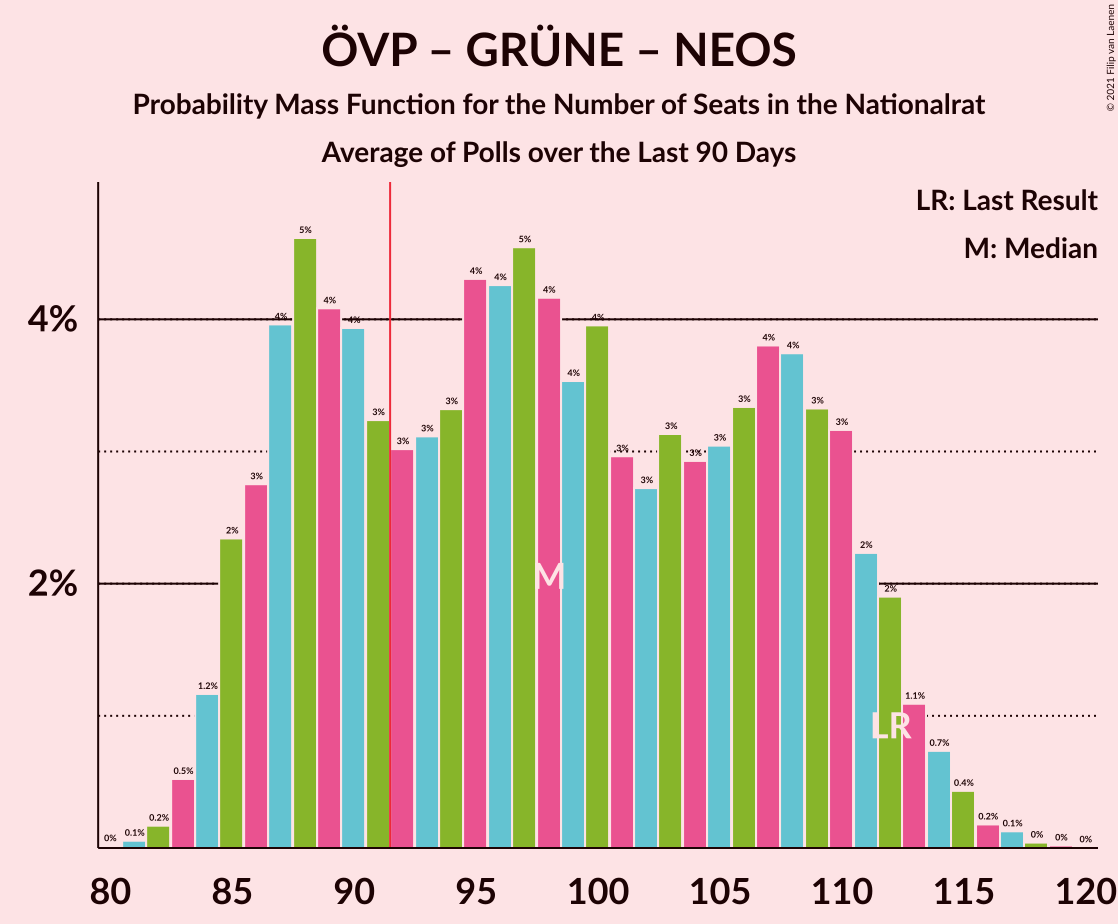 ÖVP – GRÜNE – NEOS
Probability Mass Function for the Number of Seats in the Nationalrat
Average of Polls over the Last 90 Days
© 2021 Filip van Laenen
LR: Last Result
M: Median
4%
2%
0% 0.1% 0.2% 0.5% 1.2% 2% 3% 4% 5% 4% 4% 3% 3% 3% 3% 4% 4% 5% 4% 4% 4% 3% 3% 3% 3% 3% 3% 4% 4% 3% 3% 2% 2% 1.1% 0.7% 0.4% 0.2% 0.1% 0% 0% 0%
M
LR
80 85 90 95 100 105 110 115 120